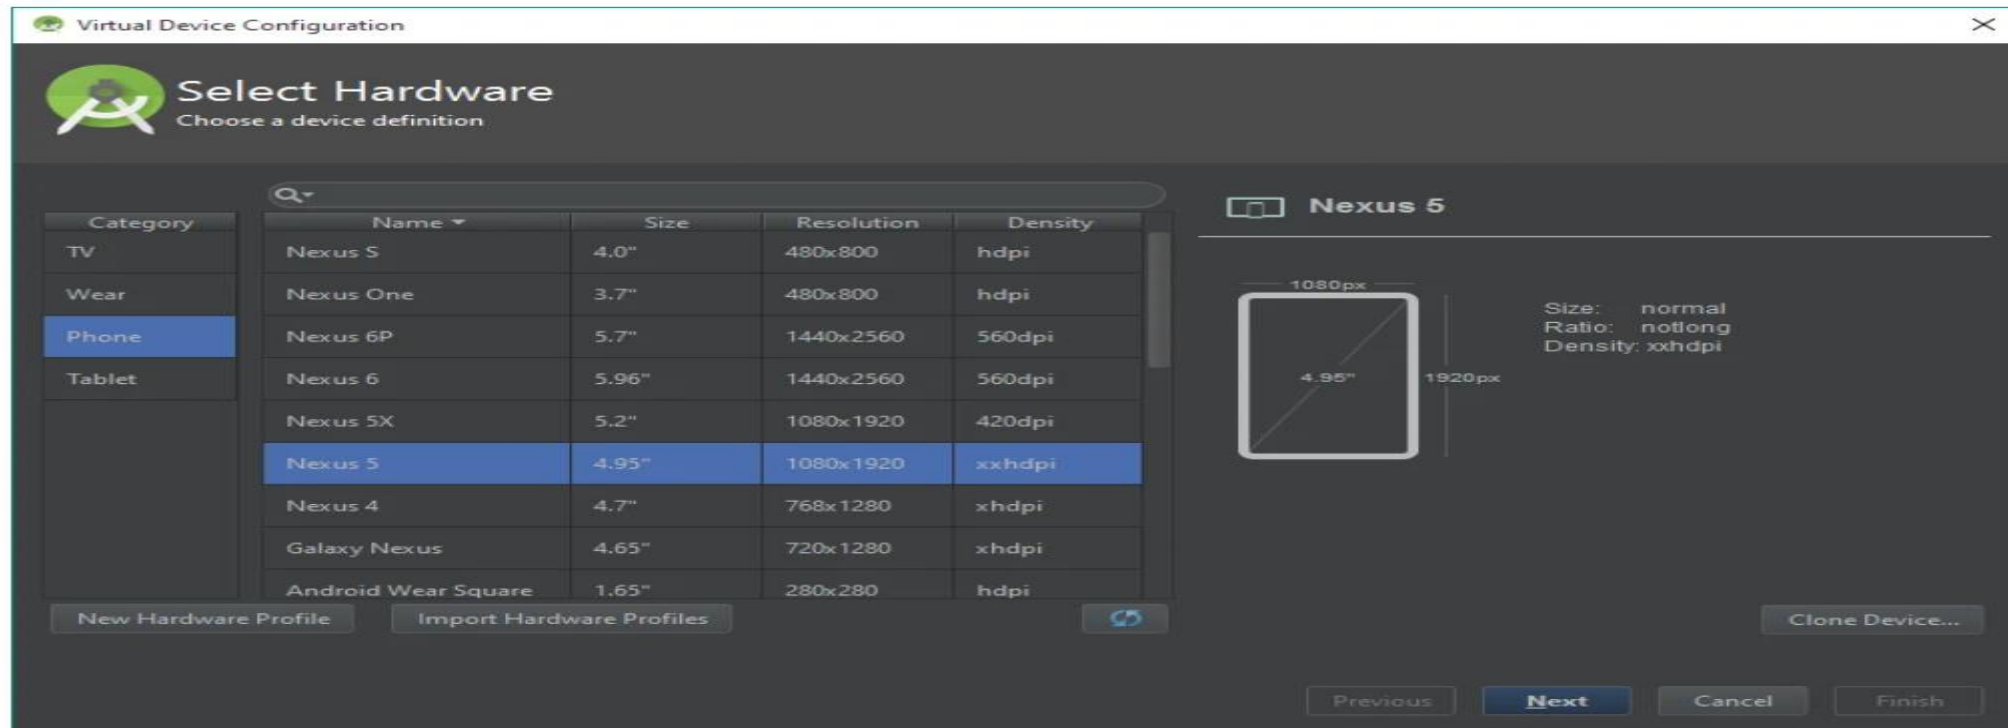 Virtual Device Configuration
Select Hardware
Choose a device definition
Category
TV
Wear
Phone
Tablet
Name Size Resolution Density
Nexus S 4.0" 480x800 hdpi
Nexus One 3.7" 480x800 hdpi
Nexus 6P 5.7" 1440x2560 560dpi
Nexus 6 5.96" 1440x2560 560dpi
Nexus 5X 5.2" 1080x1920 420dpi
Nexus 5 4.95" 1080x1920 xxhdpi
Nexus 4 4.7" 768x1280 xhdpi
Galaxy Nexus 4.65" 720x1280 xhdpi
Android Wear Square 1.65" 280x280 hdpi
New Hardware Profile Import Hardware Profiles
Nexus 5
1080px
4.95" 1920px
Size: normal
Ratio: notlong
Density: xxhdpi
Clone Device...
Previous Next Cancel Finish